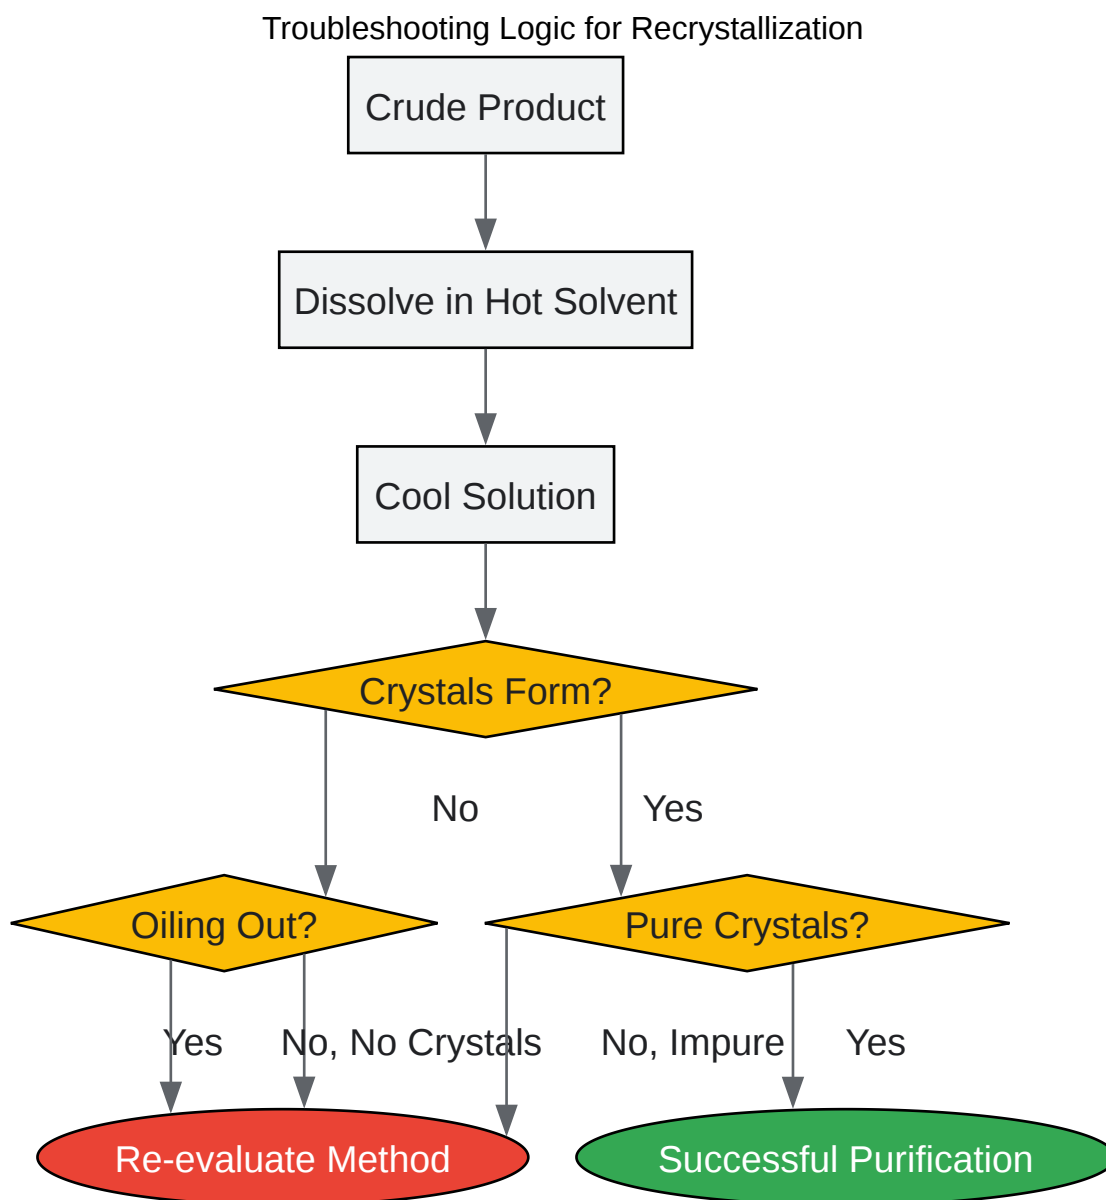 Troubleshooting Logic for Recrystallization
Crude Product
Dissolve in Hot Solvent
Cool Solution
Crystals Form?
No
Yes
Oiling Out?
Pure Crystals?
Yes
No, No Crystals
No, Impure
Yes
Re-evaluate Method
Successful Purification